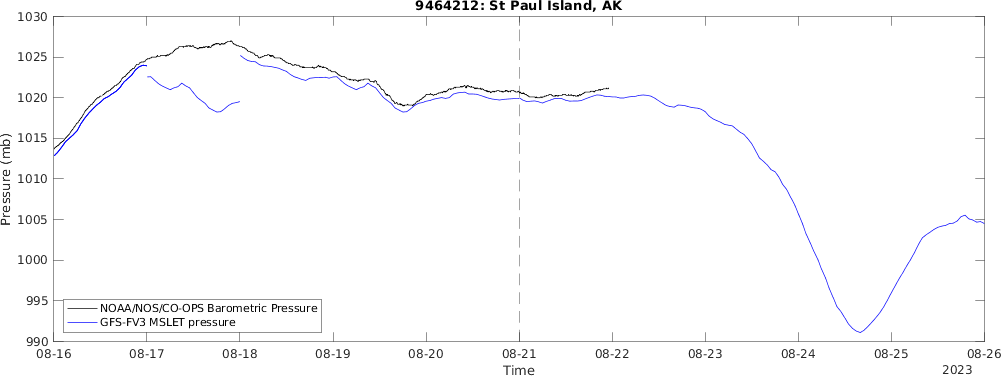 9464212: St Paul Island, AK
1030
1025
1020
1015
1010
1005
1000
995
990
Pressure (mb)
NOAA/NOS/CO-OPS Barometric Pressure
GFS-FV3 MSLET pressure
08-16 08-17 08-18 08-19 08-20 08-21 08-22 08-23 08-24 08-25 08-26
Time
2023